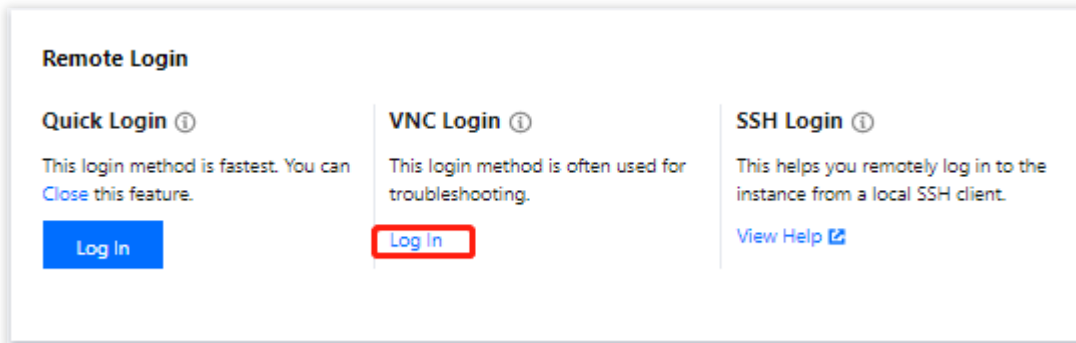 Remote Login
Quick Login
This login method is fastest. You can
Close this feature.
Log In
VNC Login
This login method is often used for
troubleshooting.
Log In
SSH Login
This helps you remotely log in to the
instance from a local SSH client.
View Help